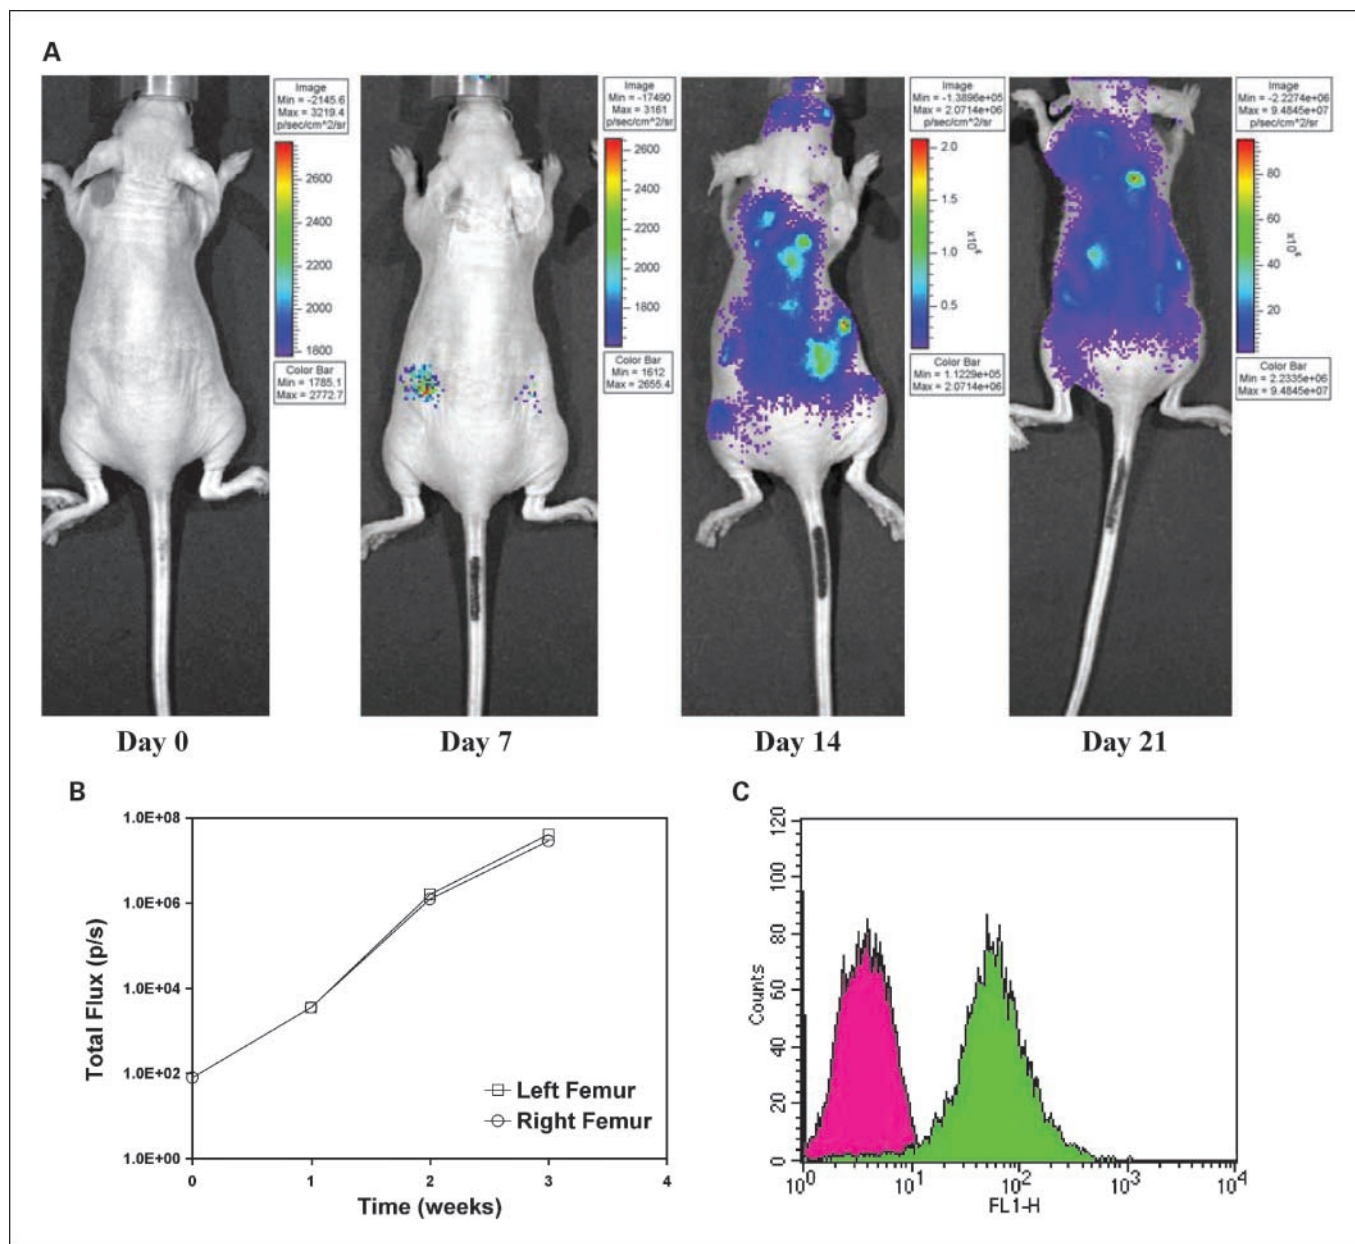 A
Image
Min = -2145.6
Max = 3219.4
p/sec/cm^2/sr
2600
2400
2200
2000
1800
Color Bar
Min = 1785.1
Max = 2772.7
Image
Min = -17490
Max = 3161
p/sec/cm^2/sr
2600
2400
2200
2000
1800
Color Bar
Min = 1612
Max = 2655.4
Image
Min = -1.3896e+05
Max = 2.0714e+06
p/sec/cm^2/sr
2.0
1.5
1.0
x10^6
0.5
Color Bar
Min = 1.1229e+05
Max = 2.0714e+06
Image
Min = -2.2274e+06
Max = 9.4845e+07
p/sec/cm^2/sr
80
60
x10^6
40
20
Color Bar
Min = 2.2335e+06
Max = 9.4845e+07
Day 0
Day 7
Day 14
Day 21
B
Total Flux (p/s)
1.0E+08
1.0E+06
1.0E+04
1.0E+02
1.0E+00
Left Femur
Right Femur
0 1 2 3 4
Time (weeks)
C
Counts
120
100
80
60
40
20
0
10^0 10^1 10^2 10^3 10^4
FL1-H